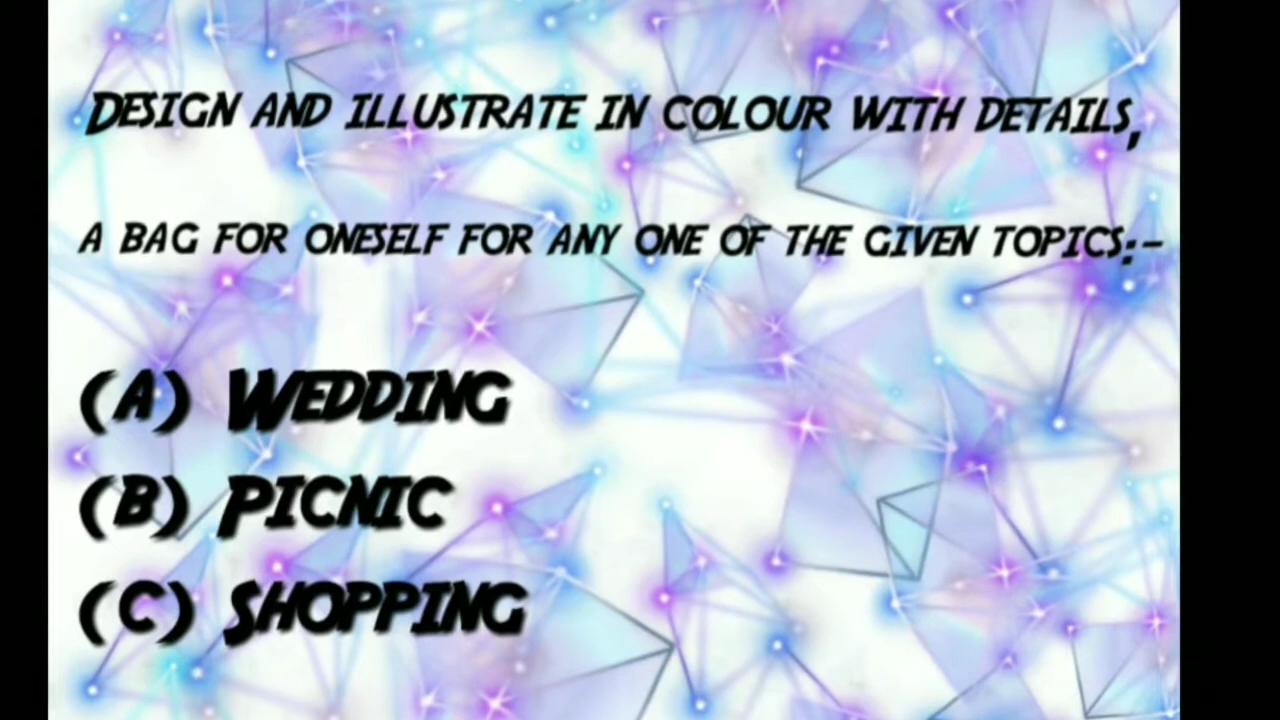 Design and illustrate in colour with details,
a bag for oneself for any one of the given topics:-
(A) Wedding
(B) Picnic
(C) Shopping